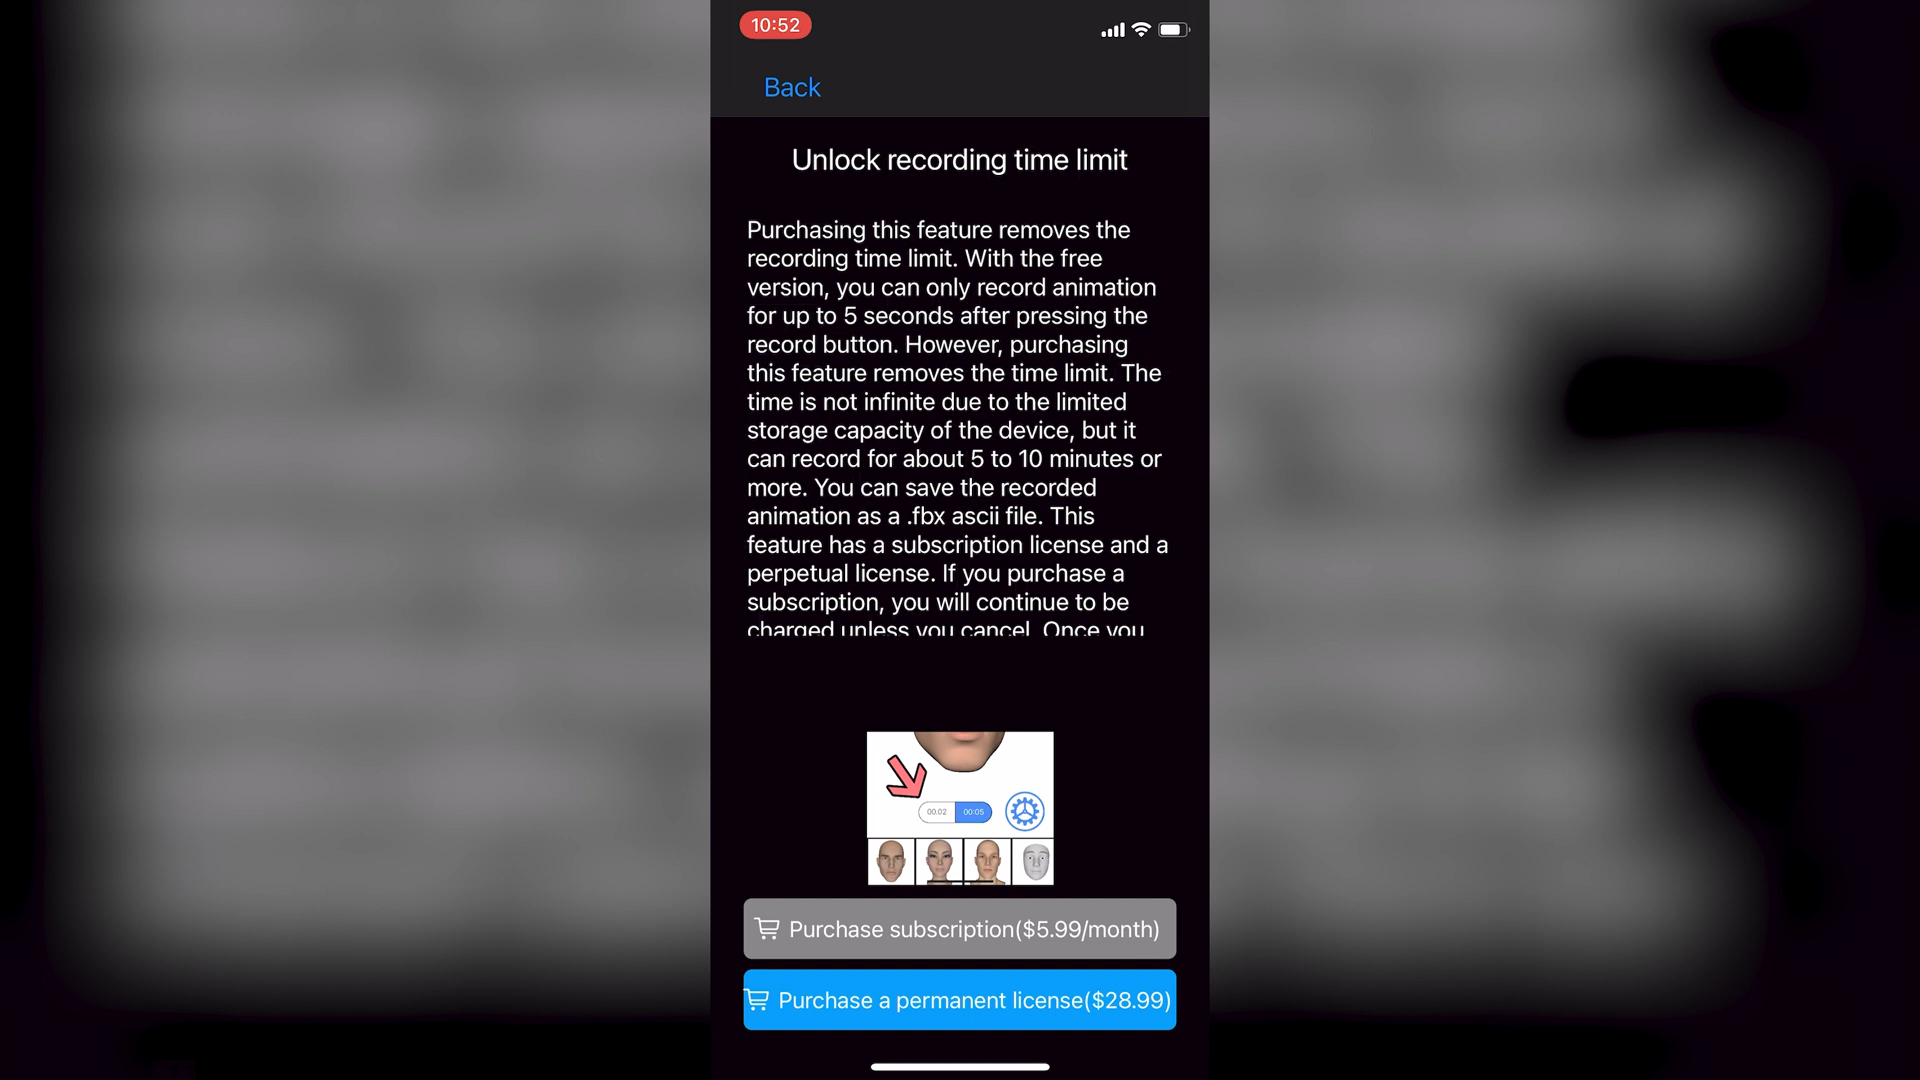 10:52
Back
Unlock recording time limit
Purchasing this feature removes the
recording time limit. With the free
version, you can only record animation
for up to 5 seconds after pressing the
record button. However, purchasing
this feature removes the time limit. The
time is not infinite due to the limited
storage capacity of the device, but it
can record for about 5 to 10 minutes or
more. You can save the recorded
animation as a .fbx ascii file. This
feature has a subscription license and a
perpetual license. If you purchase a
subscription, you will continue to be
charged unless you cancel. Once you
00:02 00:05
Purchase subscription($5.99/month)
Purchase a permanent license($28.99)